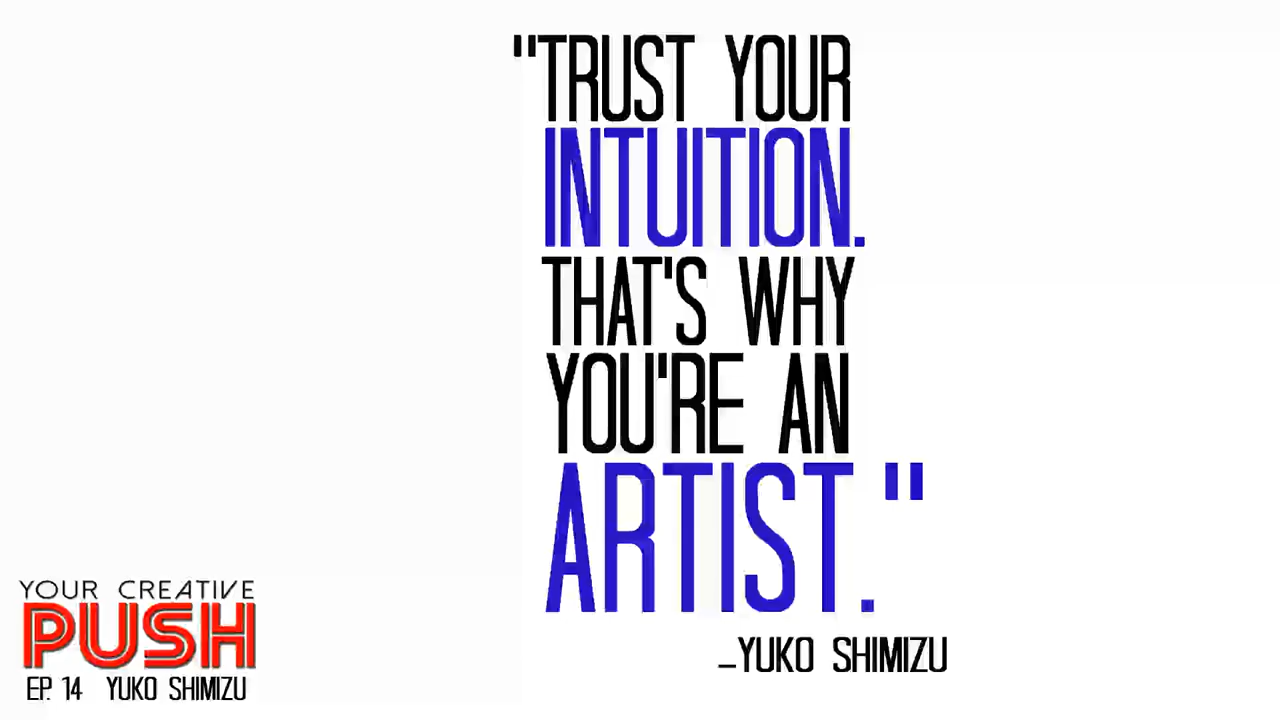 "TRUST YOUR
INTUITION.
THAT'S WHY
YOU'RE AN
ARTIST."
–YUKO SHIMIZU
YOUR CREATIVE
PUSH
EP. 14 YUKO SHIMIZU